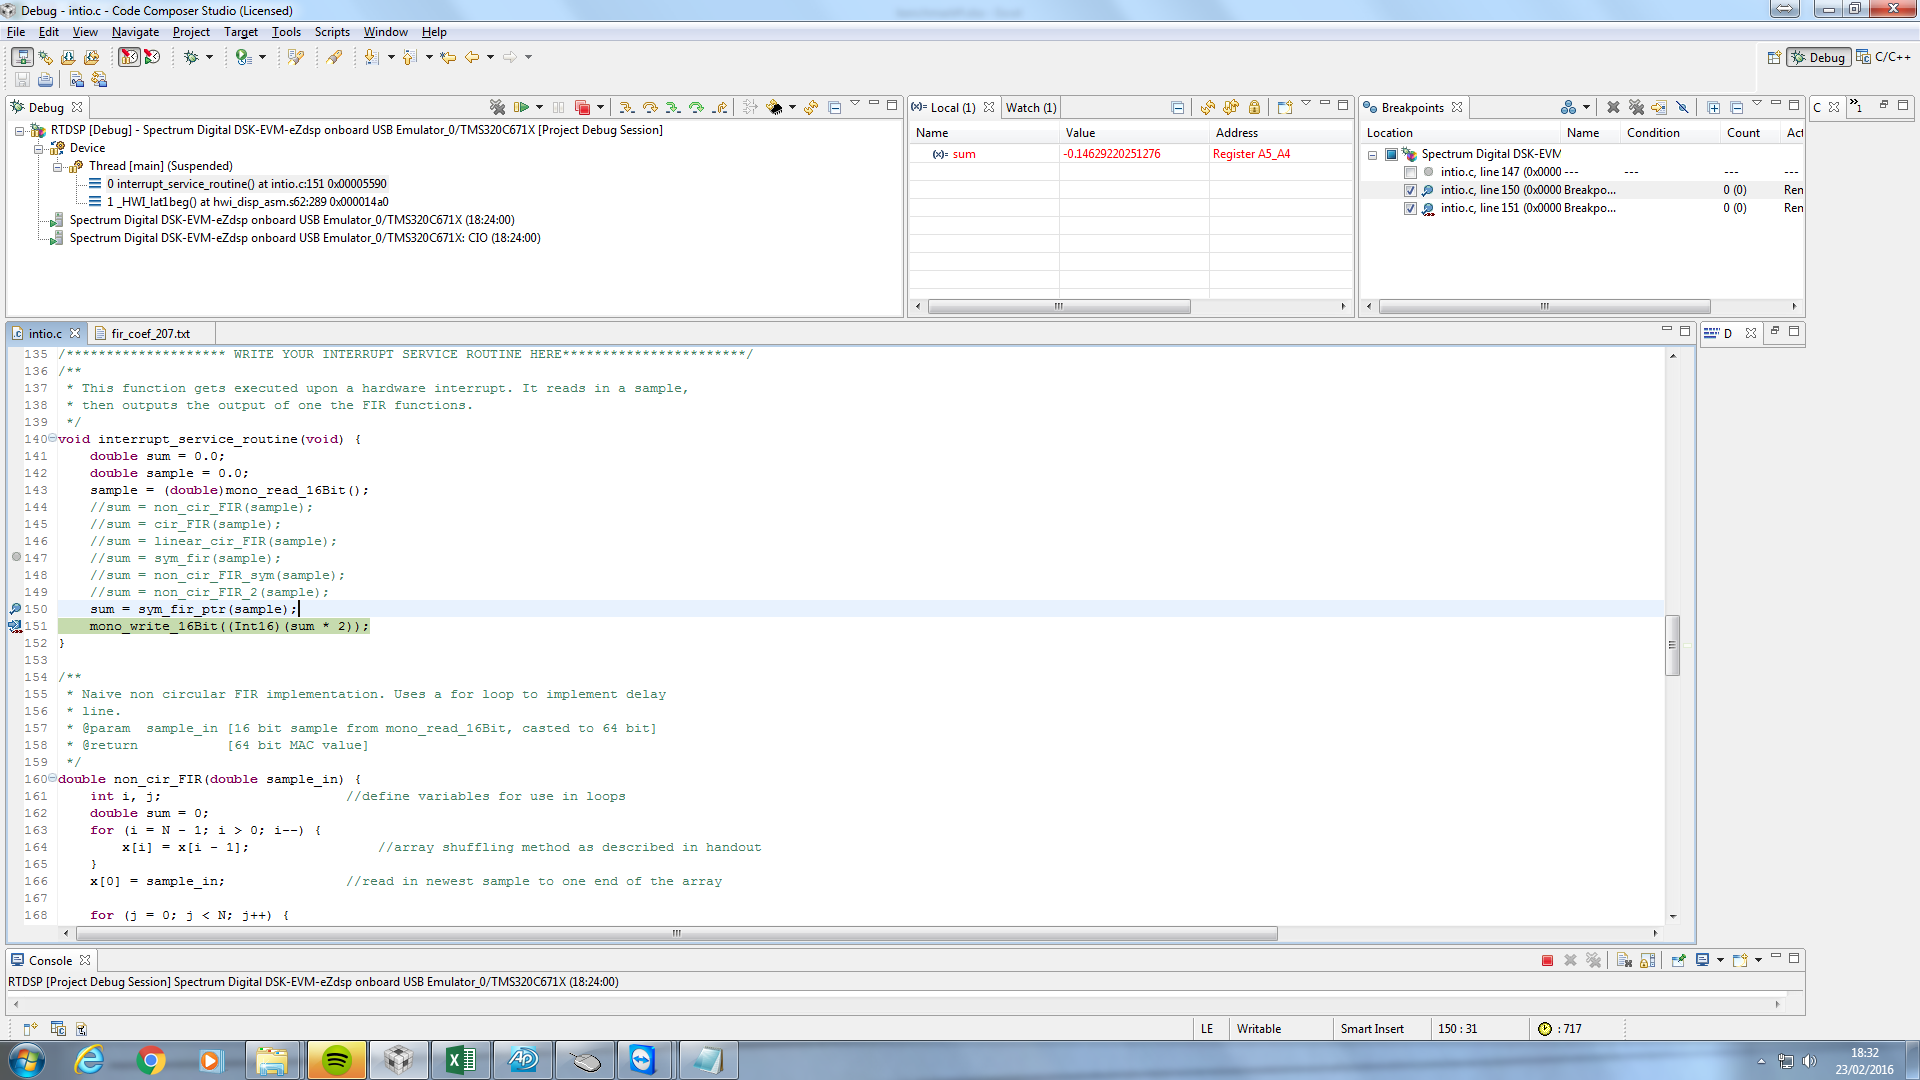 Debug - intio.c - Code Composer Studio (Licensed)
File Edit View Navigate Project Target Tools Scripts Window Help
Debug C/C++
Debug
RTDSP [Debug] - Spectrum Digital DSK-EVM-eZdsp onboard USB Emulator_0/TMS320C671X [Project Debug Session]
Device
Thread [main] (Suspended)
0 interrupt_service_routine() at intio.c:151 0x00005590
1 _HWI_lat1beg() at hwi_disp_asm.s62:289 0x000014a0
Spectrum Digital DSK-EVM-eZdsp onboard USB Emulator_0/TMS320C671X (18:24:00)
Spectrum Digital DSK-EVM-eZdsp onboard USB Emulator_0/TMS320C671X: CIO (18:24:00)
(x)= Local (1) Watch (1)
Name Value Address
(x)= sum -0.14629220251276 Register A5_A4
Breakpoints
Location Name Condition Count Act
Spectrum Digital DSK-EVM
intio.c, line 147 (0x0000 --- --- --- ---
intio.c, line 150 (0x0000 Breakpo... 0 (0) Ren
intio.c, line 151 (0x0000 Breakpo... 0 (0) Ren
C »1
D
intio.c fir_coef_207.txt
135 /******************** WRITE YOUR INTERRUPT SERVICE ROUTINE HERE***********************/
136 /**
137 * This function gets executed upon a hardware interrupt. It reads in a sample,
138 * then outputs the output of one the FIR functions.
139 */
140 void interrupt_service_routine(void) {
141 double sum = 0.0;
142 double sample = 0.0;
143 sample = (double)mono_read_16Bit();
144 //sum = non_cir_FIR(sample);
145 //sum = cir_FIR(sample);
146 //sum = linear_cir_FIR(sample);
147 //sum = sym_fir(sample);
148 //sum = non_cir_FIR_sym(sample);
149 //sum = non_cir_FIR_2(sample);
150 sum = sym_fir_ptr(sample);
151 mono_write_16Bit((Int16)(sum * 2));
152 }
153
154 /**
155 * Naive non circular FIR implementation. Uses a for loop to implement delay
156 * line.
157 * @param sample_in [16 bit sample from mono_read_16Bit, casted to 64 bit]
158 * @return [64 bit MAC value]
159 */
160 double non_cir_FIR(double sample_in) {
161 int i, j; //define variables for use in loops
162 double sum = 0;
163 for (i = N - 1; i > 0; i--) {
164 x[i] = x[i - 1]; //array shuffling method as described in handout
165 }
166 x[0] = sample_in; //read in newest sample to one end of the array
167
168 for (j = 0; j < N; j++) {
Console
RTDSP [Project Debug Session] Spectrum Digital DSK-EVM-eZdsp onboard USB Emulator_0/TMS320C671X (18:24:00)
LE Writable Smart Insert 150 : 31 : 717
18:32
23/02/2016